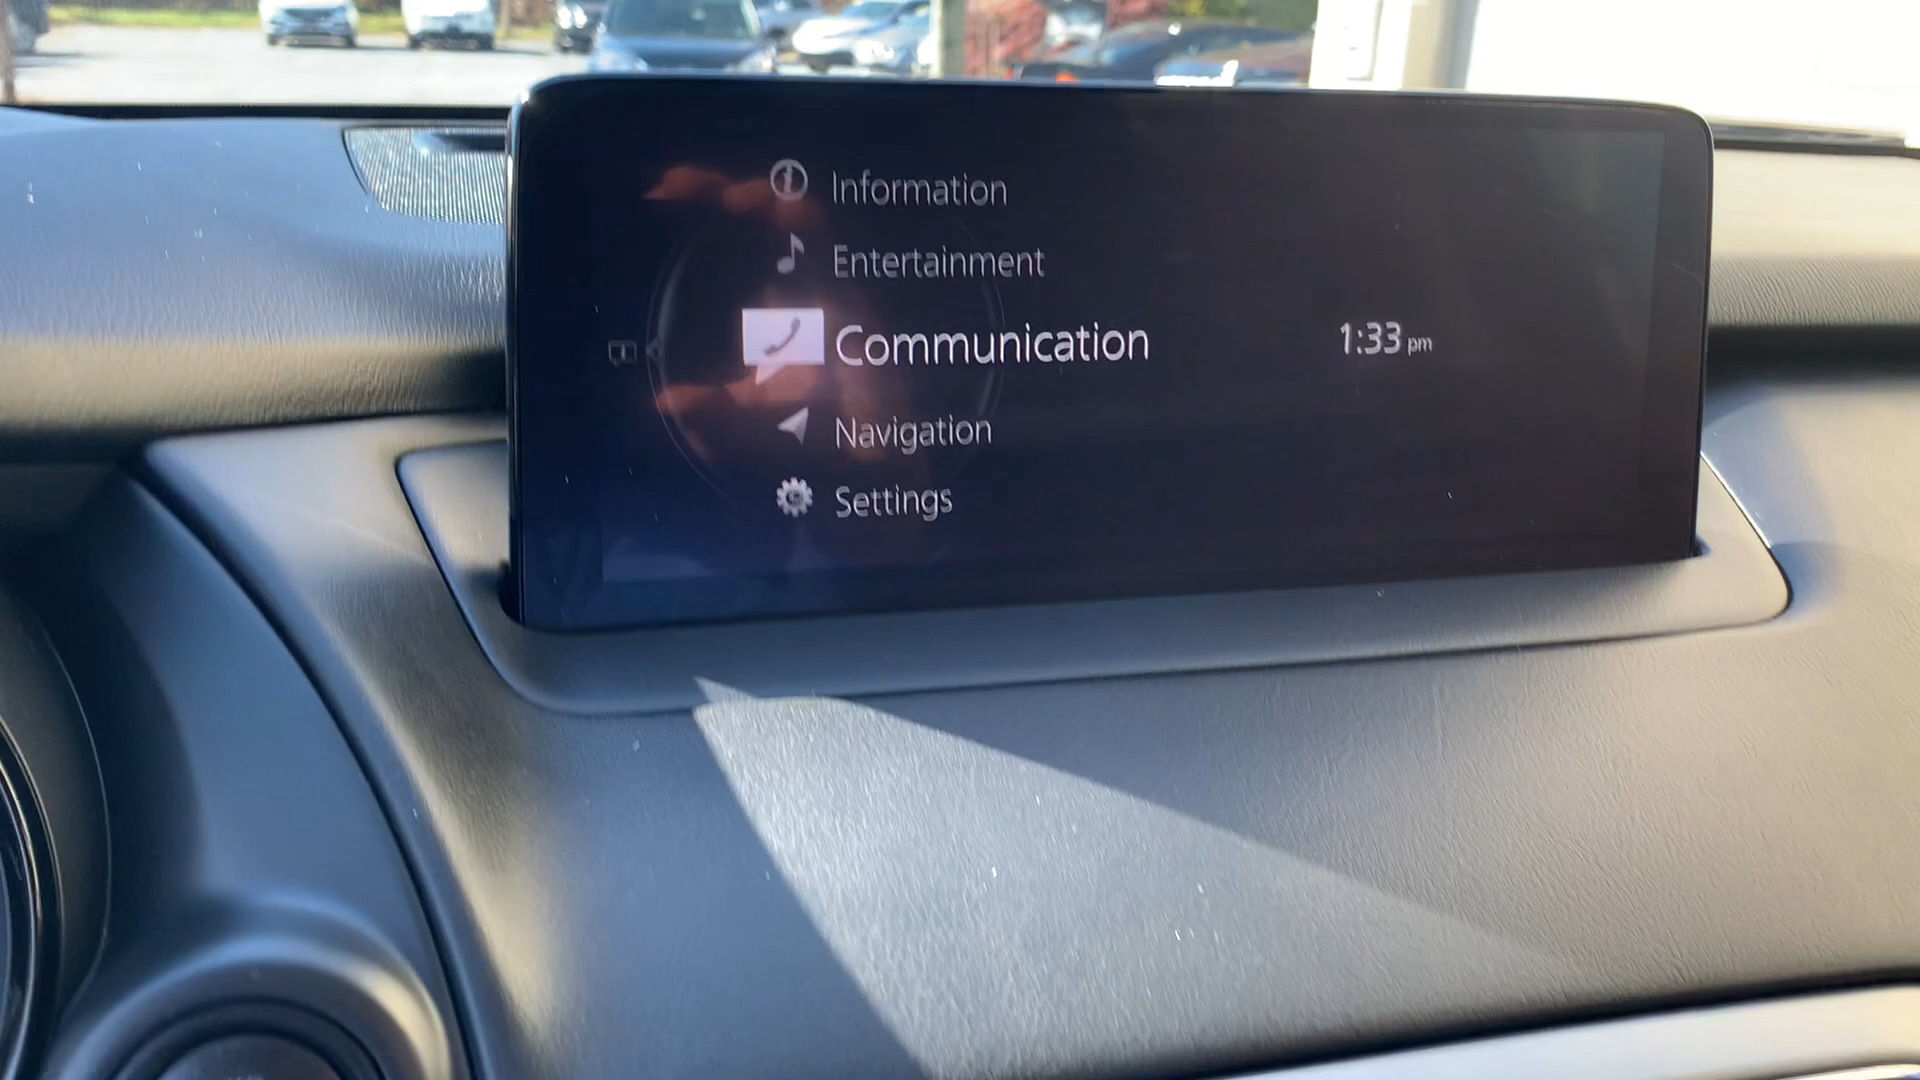 Information
Entertainment
Communication
1:33 pm
Navigation
Settings